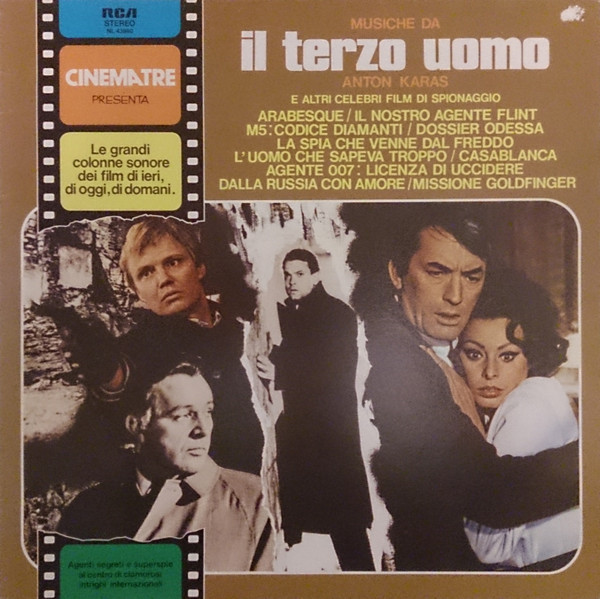 RCA
STEREO
NL 43960
CINEMATRE
PRESENTA
Le grandi
colonne sonore
dei film di ieri,
di oggi, di domani.
MUSICHE DA
il terzo uomo
ANTON KARAS
E ALTRI CELEBRI FILM DI SPIONAGGIO
ARABESQUE/IL NOSTRO AGENTE FLINT
M5: CODICE DIAMANTI/DOSSIER ODESSA
LA SPIA CHE VENNE DAL FREDDO
L'UOMO CHE SAPEVA TROPPO/CASABLANCA
AGENTE 007: LICENZA DI UCCIDERE
DALLA RUSSIA CON AMORE/MISSIONE GOLDFINGER
Agenti segreti e superspie
al centro di clamorosi
intrighi internazionali